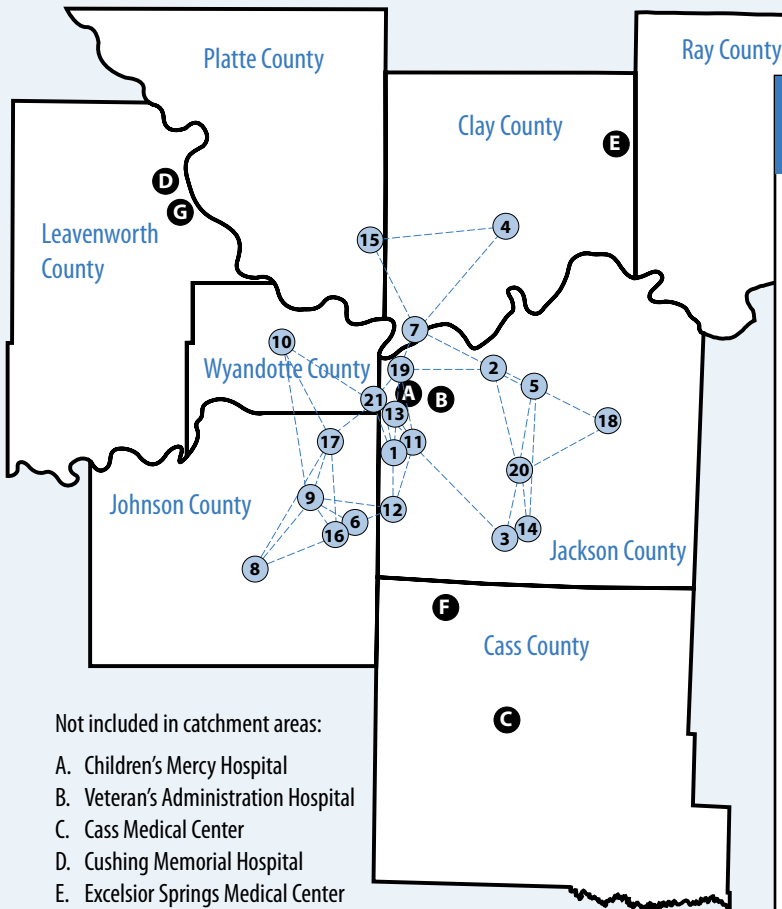 Platte County
Ray County
Clay County
E
D
G
Leavenworth
County
15
4
7
10
Wyandotte County
19
2
5
21
A
B
13
18
17
11
1
20
9
Johnson County
12
6
16
3
14
Jackson County
8
F
Cass County
C
Not included in catchment areas:
A. Children's Mercy Hospital
B. Veteran's Administration Hospital
C. Cass Medical Center
D. Cushing Memorial Hospital
E. Excelsior Springs Medical Center